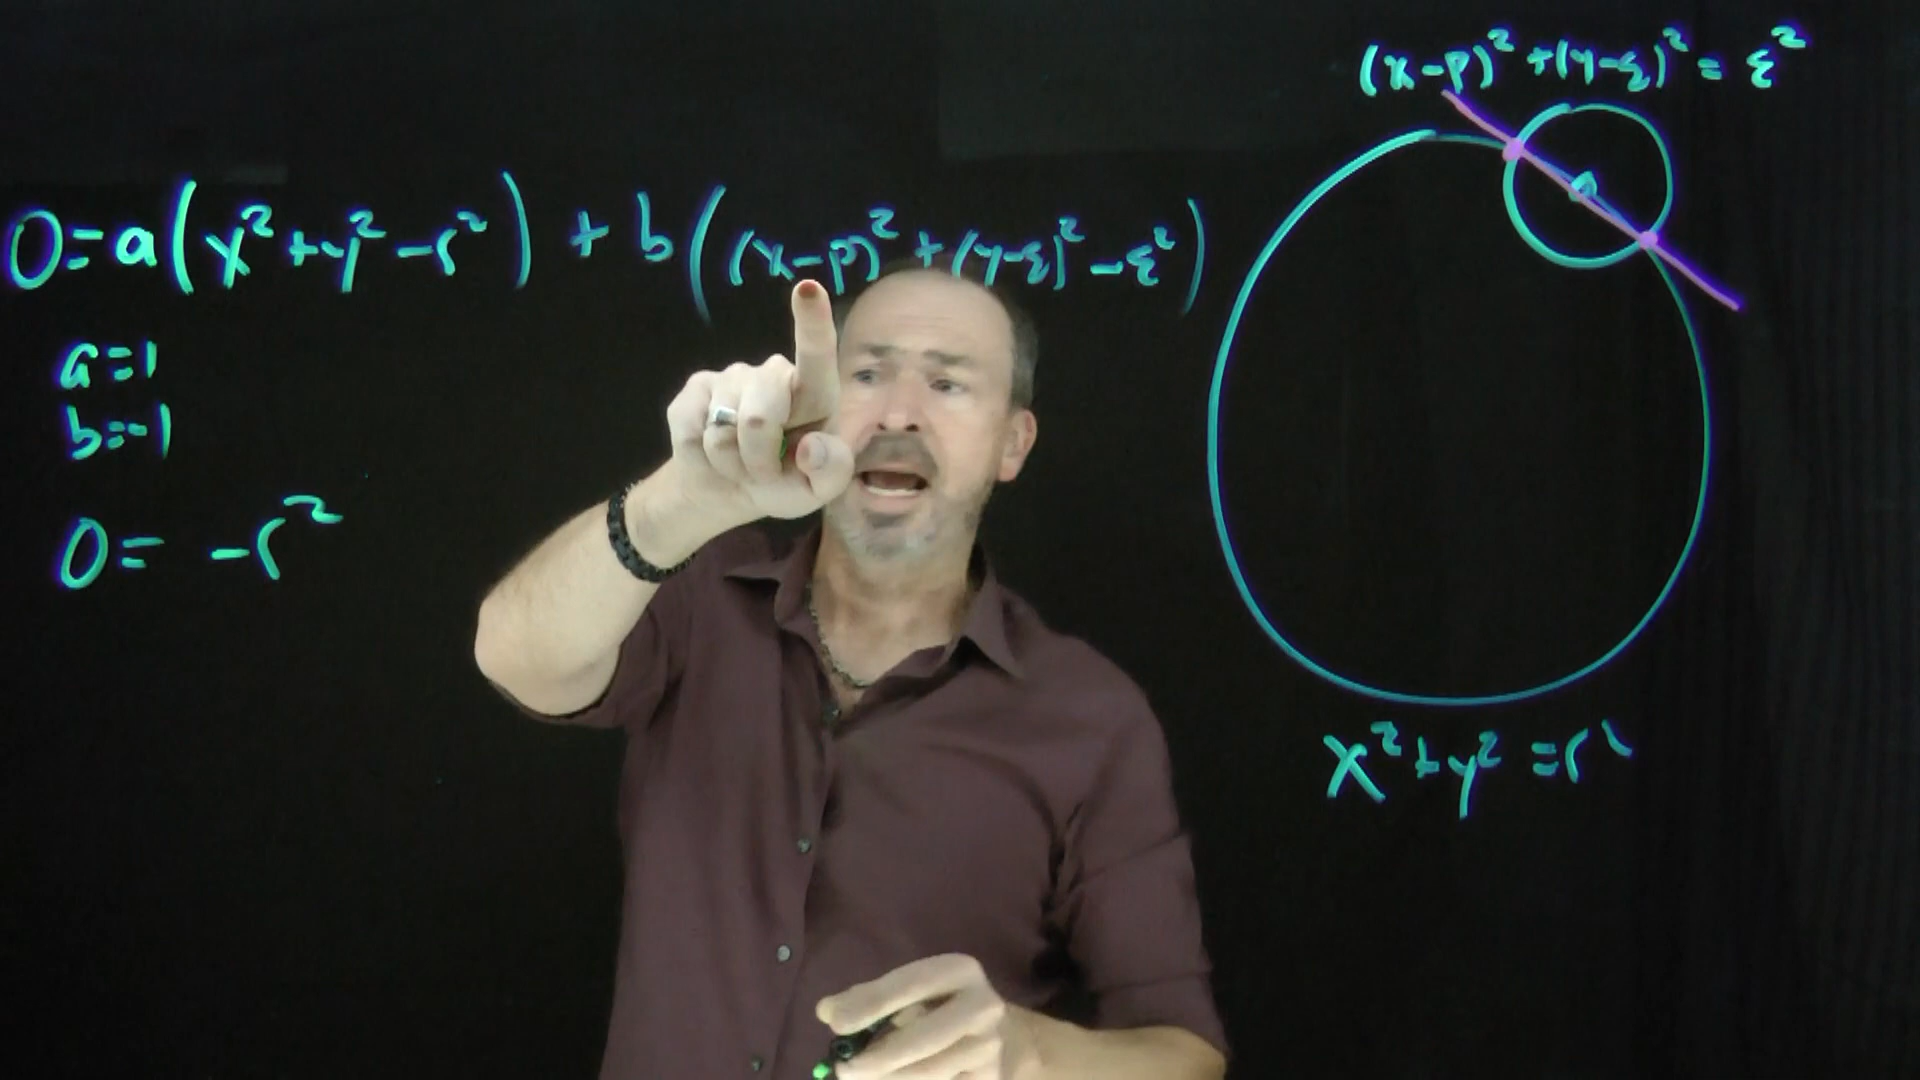 (x-p)² + (y-q)² = ε²
0 = a(x² + y² - r²) + b((x-p)² + (y-q)² - ε²)
a=1
b=-1
0 = -r²
x² + y² = r²